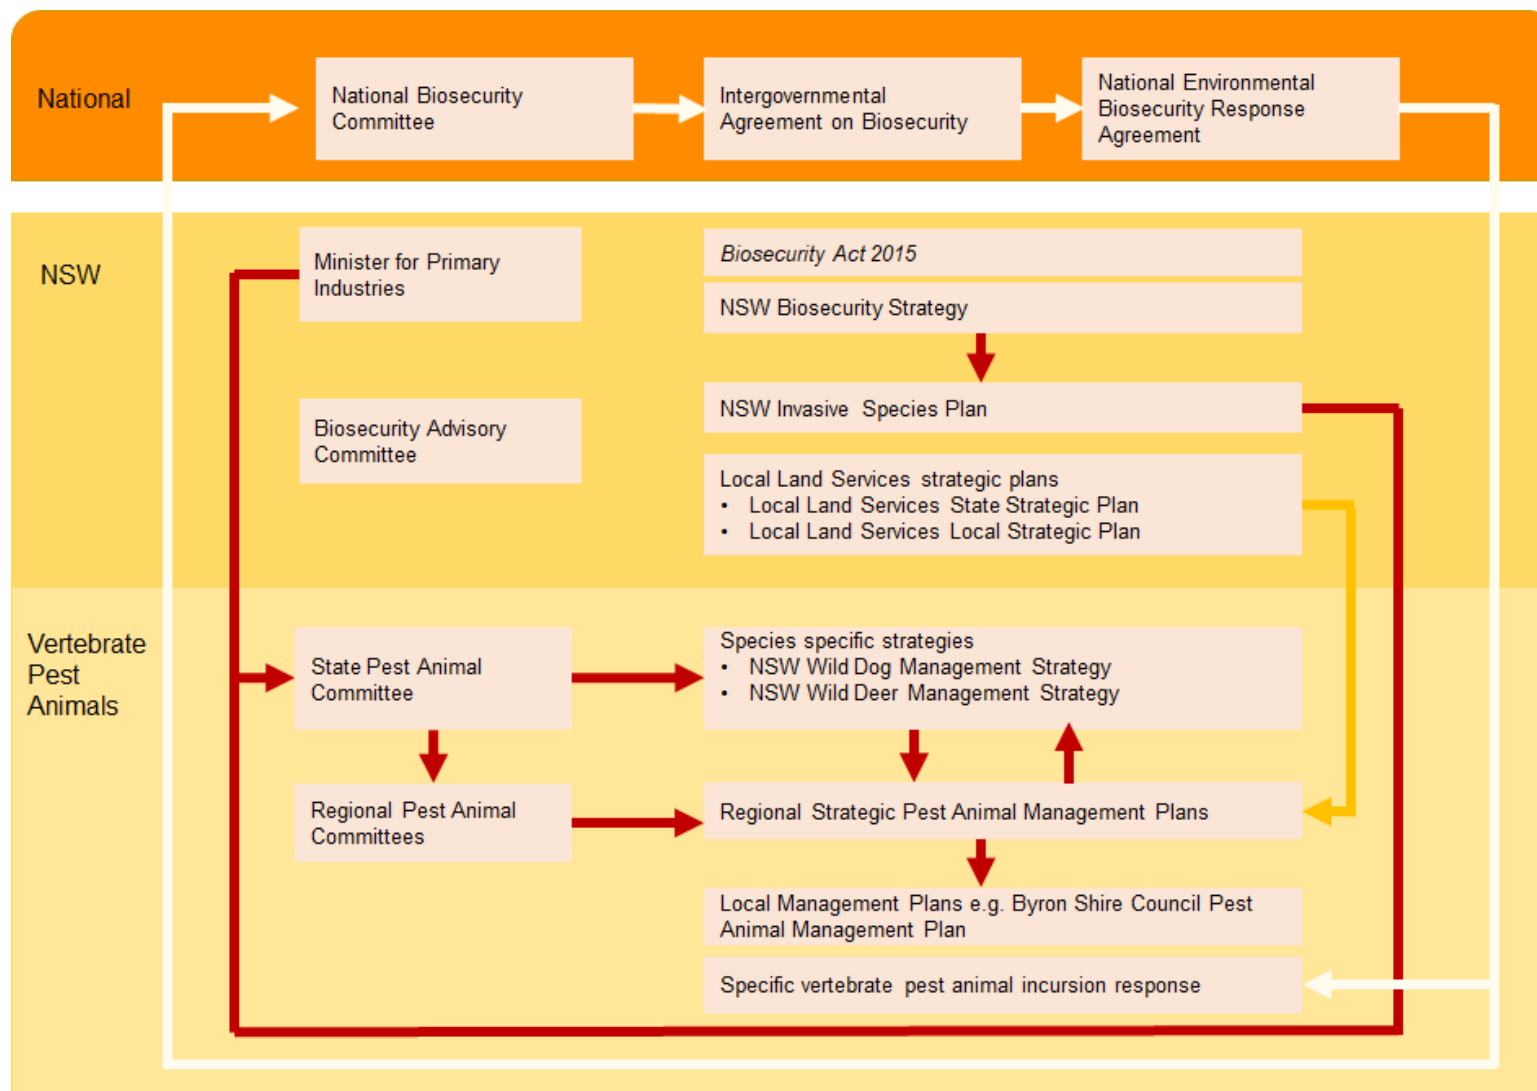 National
National Biosecurity
Committee
Intergovernmental
Agreement on Biosecurity
National Environmental
Biosecurity Response
Agreement
NSW
Minister for Primary
Industries
Biosecurity Act 2015
NSW Biosecurity Strategy
NSW Invasive Species Plan
Biosecurity Advisory
Committee
Local Land Services strategic plans
• Local Land Services State Strategic Plan
• Local Land Services Local Strategic Plan
Vertebrate
Pest
Animals
State Pest Animal
Committee
Species specific strategies
• NSW Wild Dog Management Strategy
• NSW Wild Deer Management Strategy
Regional Pest Animal
Committees
Regional Strategic Pest Animal Management Plans
Local Management Plans e.g. Byron Shire Council Pest
Animal Management Plan
Specific vertebrate pest animal incursion response